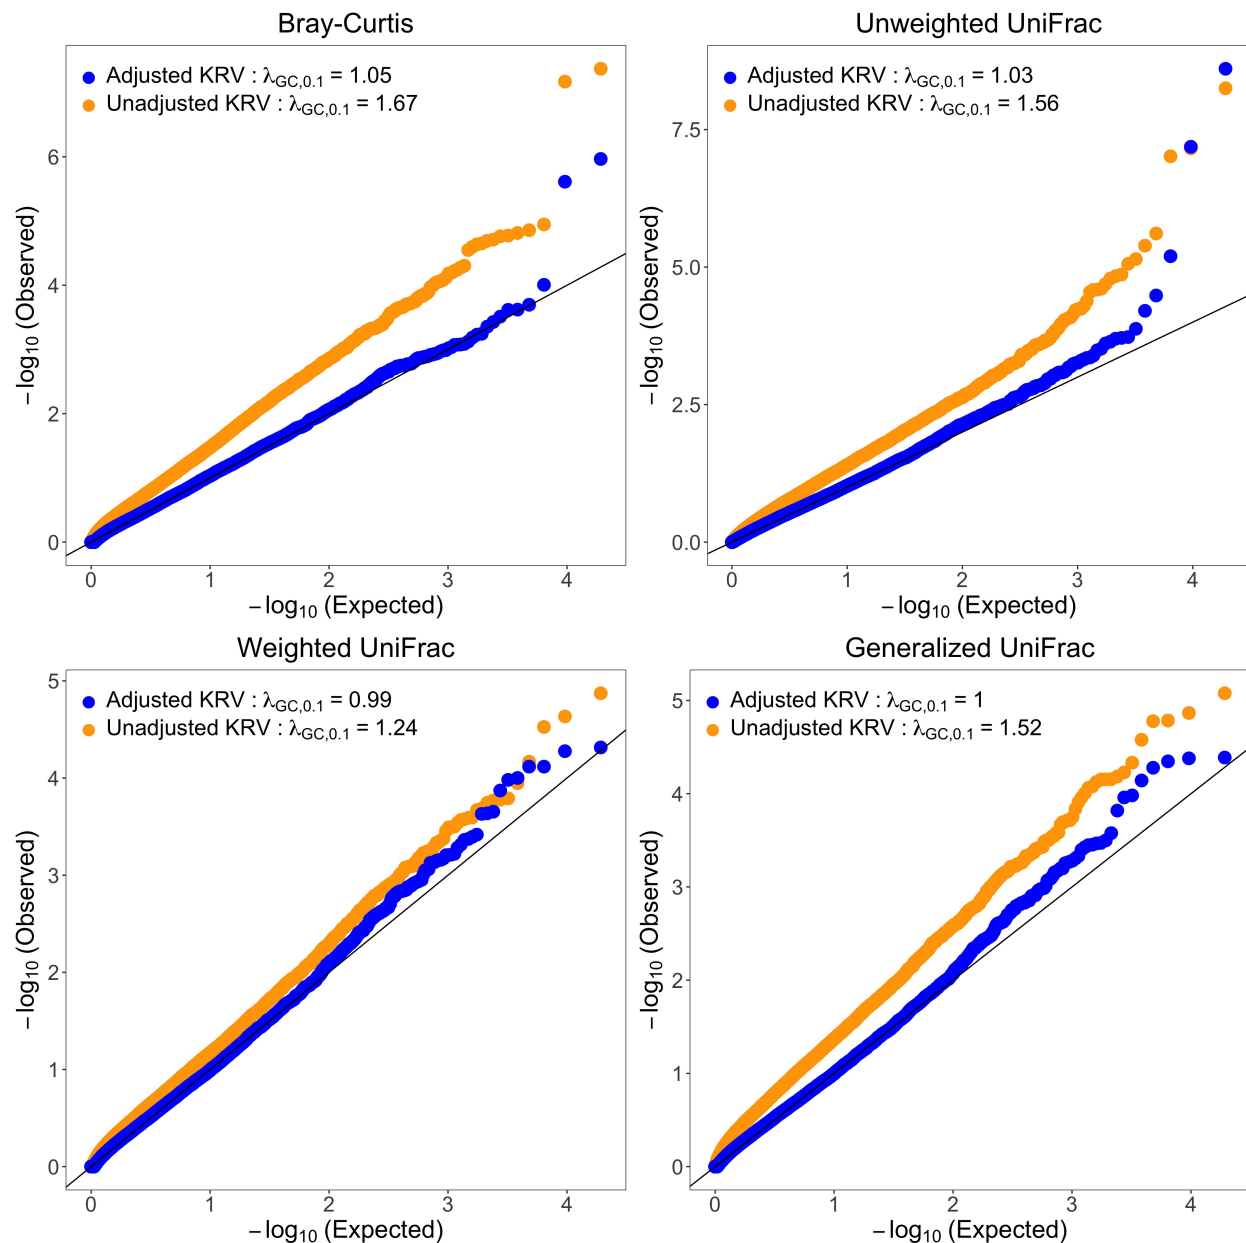 Bray-Curtis
Adjusted KRV : λGC,0.1 = 1.05
Unadjusted KRV : λGC,0.1 = 1.67
6
4
2
0
0 1 2 3 4
−log10 (Observed)
−log10 (Expected)
Unweighted UniFrac
Adjusted KRV : λGC,0.1 = 1.03
Unadjusted KRV : λGC,0.1 = 1.56
7.5
5.0
2.5
0.0
0 1 2 3 4
−log10 (Observed)
−log10 (Expected)
Weighted UniFrac
Adjusted KRV : λGC,0.1 = 0.99
Unadjusted KRV : λGC,0.1 = 1.24
5
4
3
2
1
0
0 1 2 3 4
−log10 (Observed)
−log10 (Expected)
Generalized UniFrac
Adjusted KRV : λGC,0.1 = 1
Unadjusted KRV : λGC,0.1 = 1.52
5
4
3
2
1
0
0 1 2 3 4
−log10 (Observed)
−log10 (Expected)